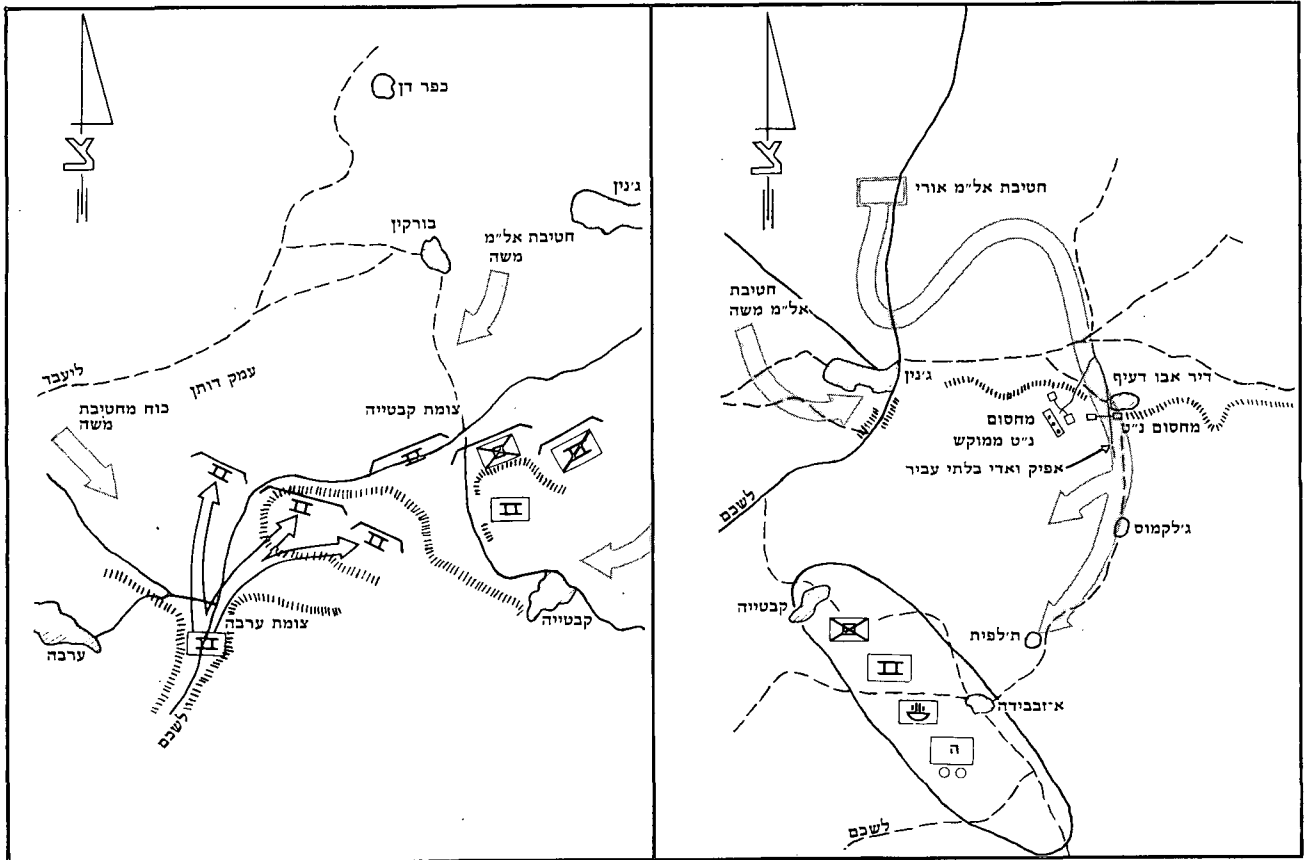 צ
חטיבת אל״מ אורי
חטיבת
אל״מ משה
ג׳נין
דיר אבו דעיף
מחסום נ״ט
מחסום
נ״ט ממוקש
אפיק ואדי בלתי עביר
לשכם
ג׳לקמוס
קבטייה
ת׳לפית
א־זבבידה
ה
לשכם
צ
כפר דן
ג׳נין
בורקין
חטיבת אל״מ
משה
ליעבד
עמק דותן
כוח מחטיבת
משה
צומת קבטייה
צומת ערבה
קבטייה
ערבה
לשכם